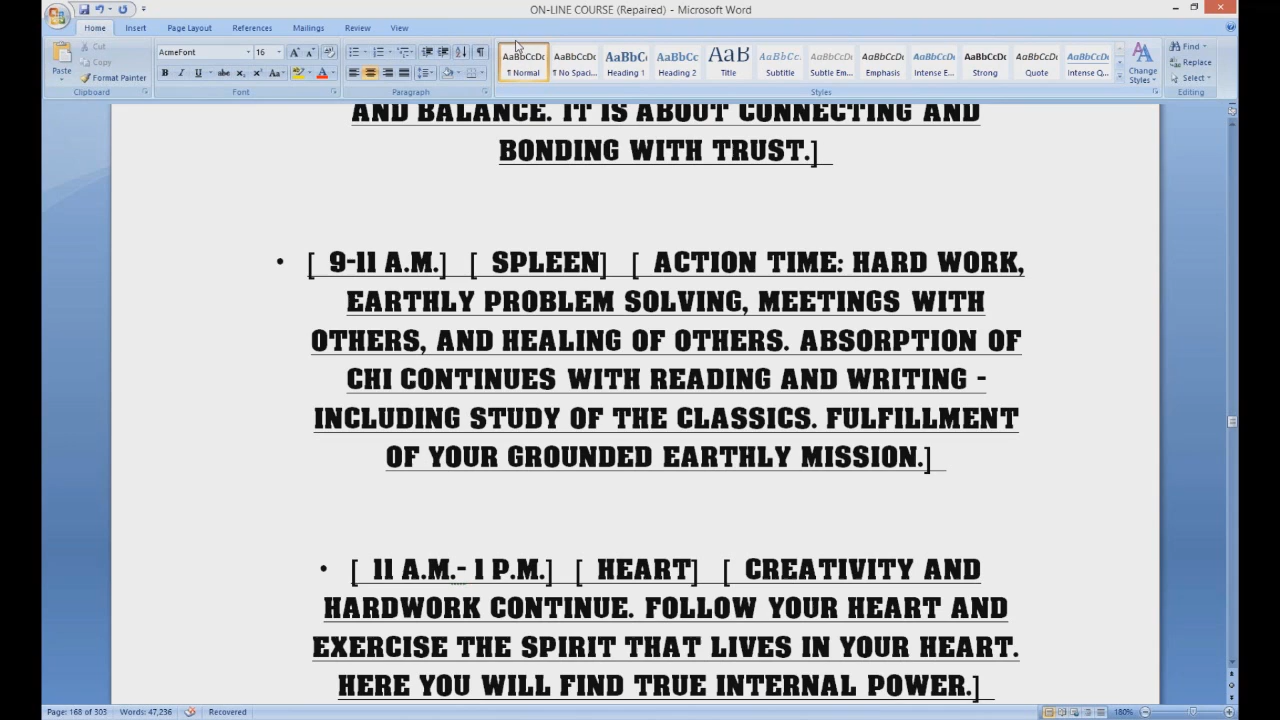 ON-LINE COURSE (Repaired) - Microsoft Word
Home Insert Page Layout References Mailings Review View
Paste Cut Copy Format Painter
AcmeFont 16
¶ Normal ¶ No Spaci... Heading 1 Heading 2 Title Subtitle Subtle Em... Emphasis Intense E... Strong Quote Intense Q... Change Styles
Find Replace Select
Clipboard Font Paragraph Styles Editing
AND BALANCE. IT IS ABOUT CONNECTING AND
BONDING WITH TRUST.]
• [ 9-11 A.M.] [ SPLEEN] [ ACTION TIME: HARD WORK,
EARTHLY PROBLEM SOLVING, MEETINGS WITH
OTHERS, AND HEALING OF OTHERS. ABSORPTION OF
CHI CONTINUES WITH READING AND WRITING -
INCLUDING STUDY OF THE CLASSICS. FULFILLMENT
OF YOUR GROUNDED EARTHLY MISSION.]
• [ 11 A.M.- 1 P.M.] [ HEART] [ CREATIVITY AND
HARDWORK CONTINUE. FOLLOW YOUR HEART AND
EXERCISE THE SPIRIT THAT LIVES IN YOUR HEART.
HERE YOU WILL FIND TRUE INTERNAL POWER.]
Page: 168 of 303 Words: 47,236 Recovered 180%